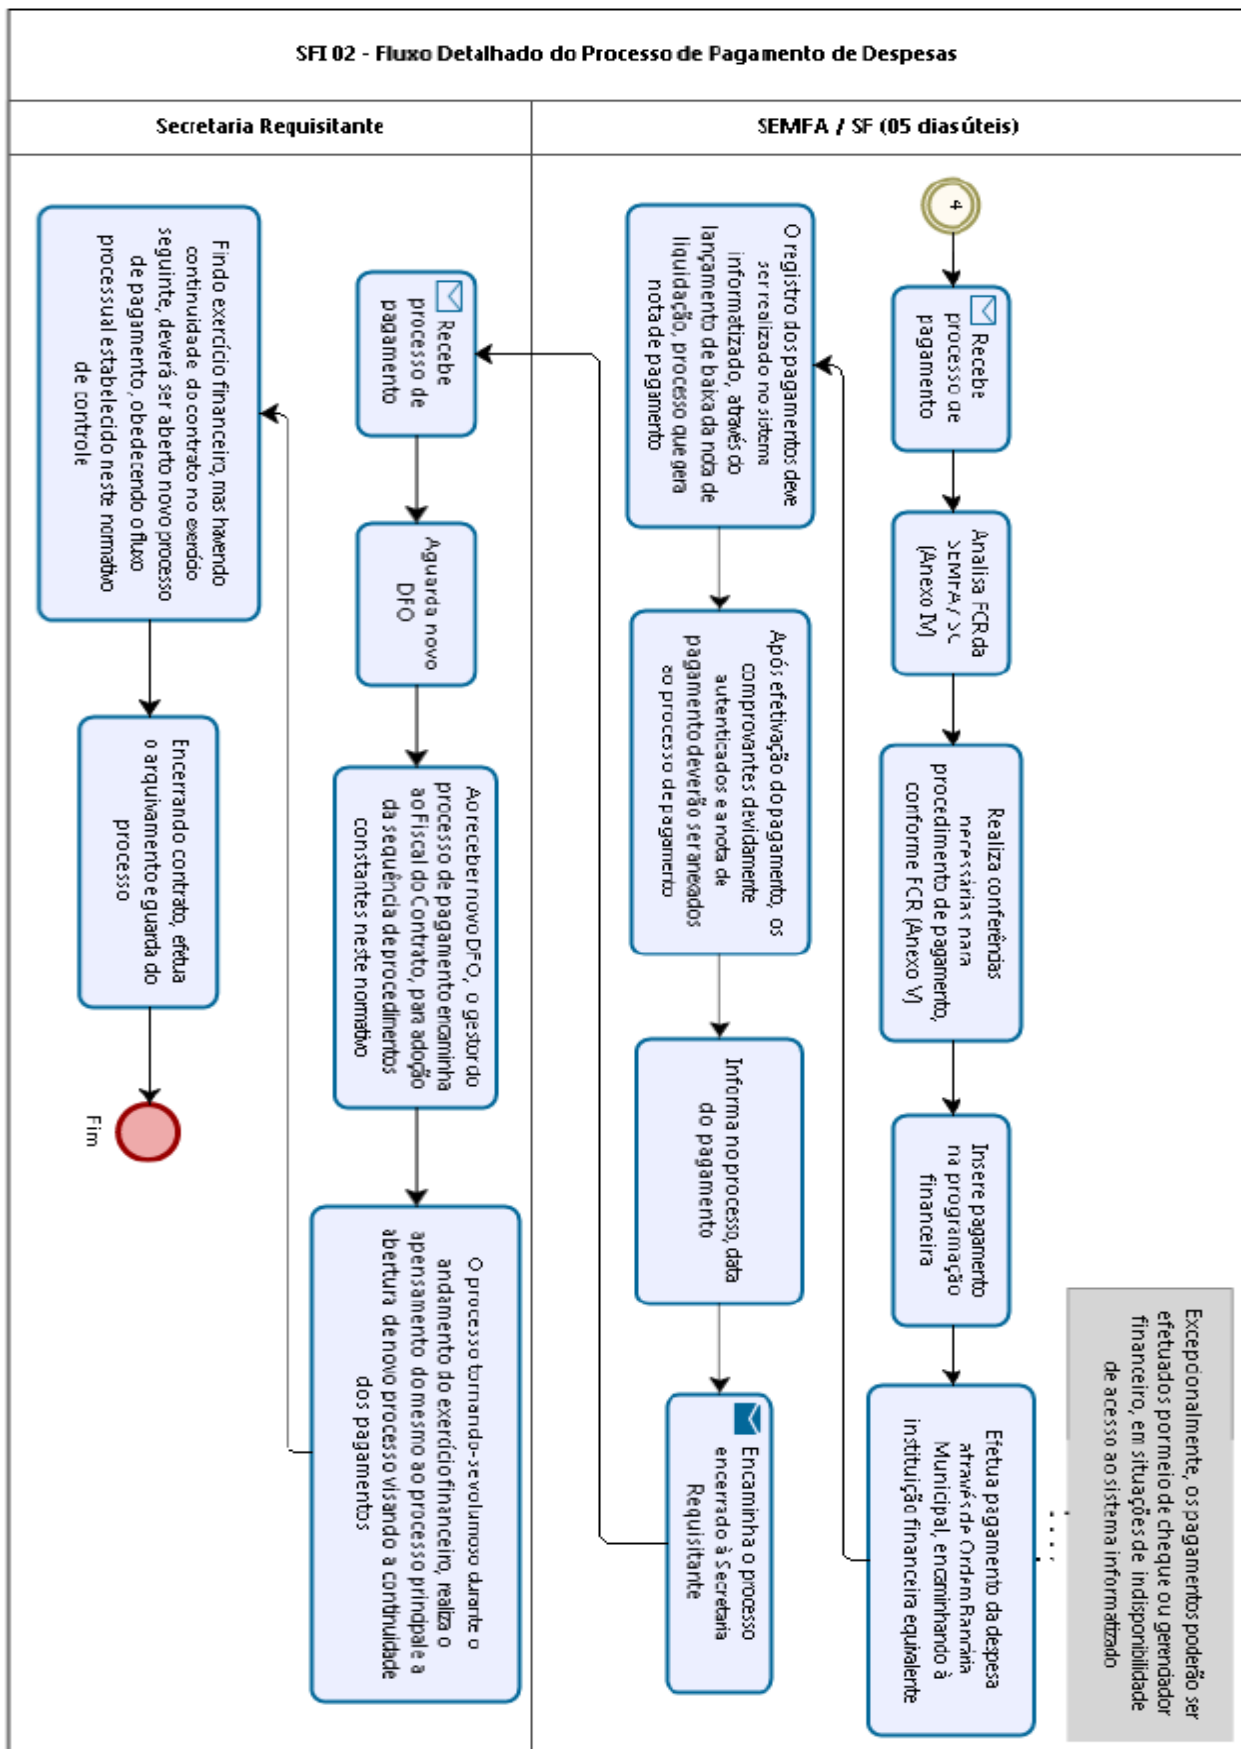 SFI 02 - Fluxo Detalhado do Processo de Pagamento de Despesas
SEMFA / SF (05 dias úteis)
4
Recebe
processo de
pagamento
Analisa FCR da
SEMFA / SC
(Anexo IV)
Realiza conferências
necessárias para
procedimento de pagamento,
conforme FCR (Anexo V)
Insere pagamento
na programação
financeira
Efetua pagamento da despesa
através de Ordem Bancária
Municipal, encaminhando à
instituição financeira equivalente
Excepcionalmente, os pagamentos poderão ser
efetuados por meio de cheque ou gerenciador
financeiro, em situações de indisponibilidade
de acesso ao sistema informatizado
O registro dos pagamentos deve
ser realizado no sistema
informatizado, através do
lançamento de baixa da nota de
liquidação, processo que gera
nota de pagamento
Após efetivação do pagamento, os
comprovantes devidamente
autenticados e a nota de
pagamento deverão ser anexados
ao processo de pagamento
Informa no processo, data
do pagamento
Encaminha o processo
encerrado à Secretaria
Requisitante
Secretaria Requisitante
Recebe
processo de
pagamento
Aguarda novo
DFO
Ao receber novo DFO, o gestor do
processo de pagamento encaminha
ao Fiscal do Contrato, para adoção
da sequência de procedimentos
constantes neste normativo
O processo tornando-se volumoso durante o
andamento do exercício financeiro, realiza o
apensamento do mesmo ao processo principal e a
abertura de novo processo visando a continuidade
dos pagamentos
Findo exercício financeiro, mas havendo
continuidade do contrato no exercício
seguinte, deverá ser aberto novo processo
de pagamento, obedecendo o fluxo
processual estabelecido neste normativo
de controle
Encerrando contrato, efetua
o arquivamento e guarda do
processo
Fim